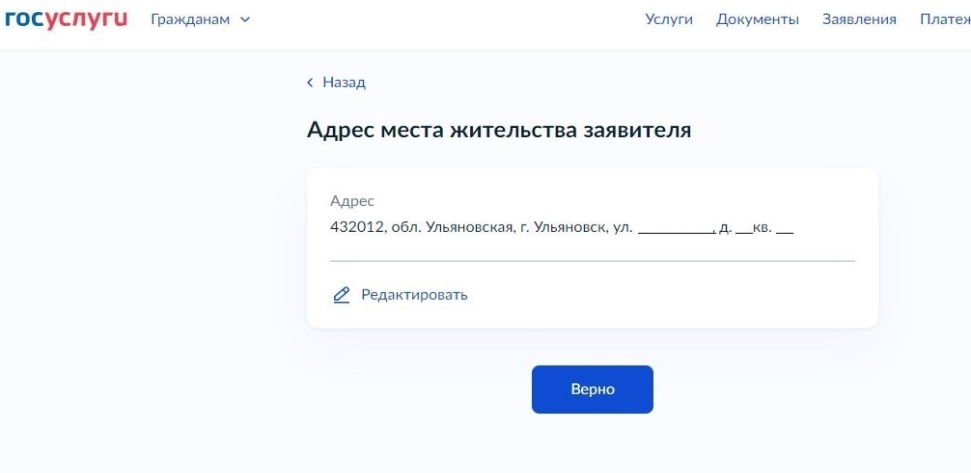 госуслуги Гражданам Услуги Документы Заявления Платеж
Назад
Адрес места жительства заявителя
Адрес
432012, обл. Ульяновская, г. Ульяновск, ул. __________, д. __кв. __
Редактировать
Верно